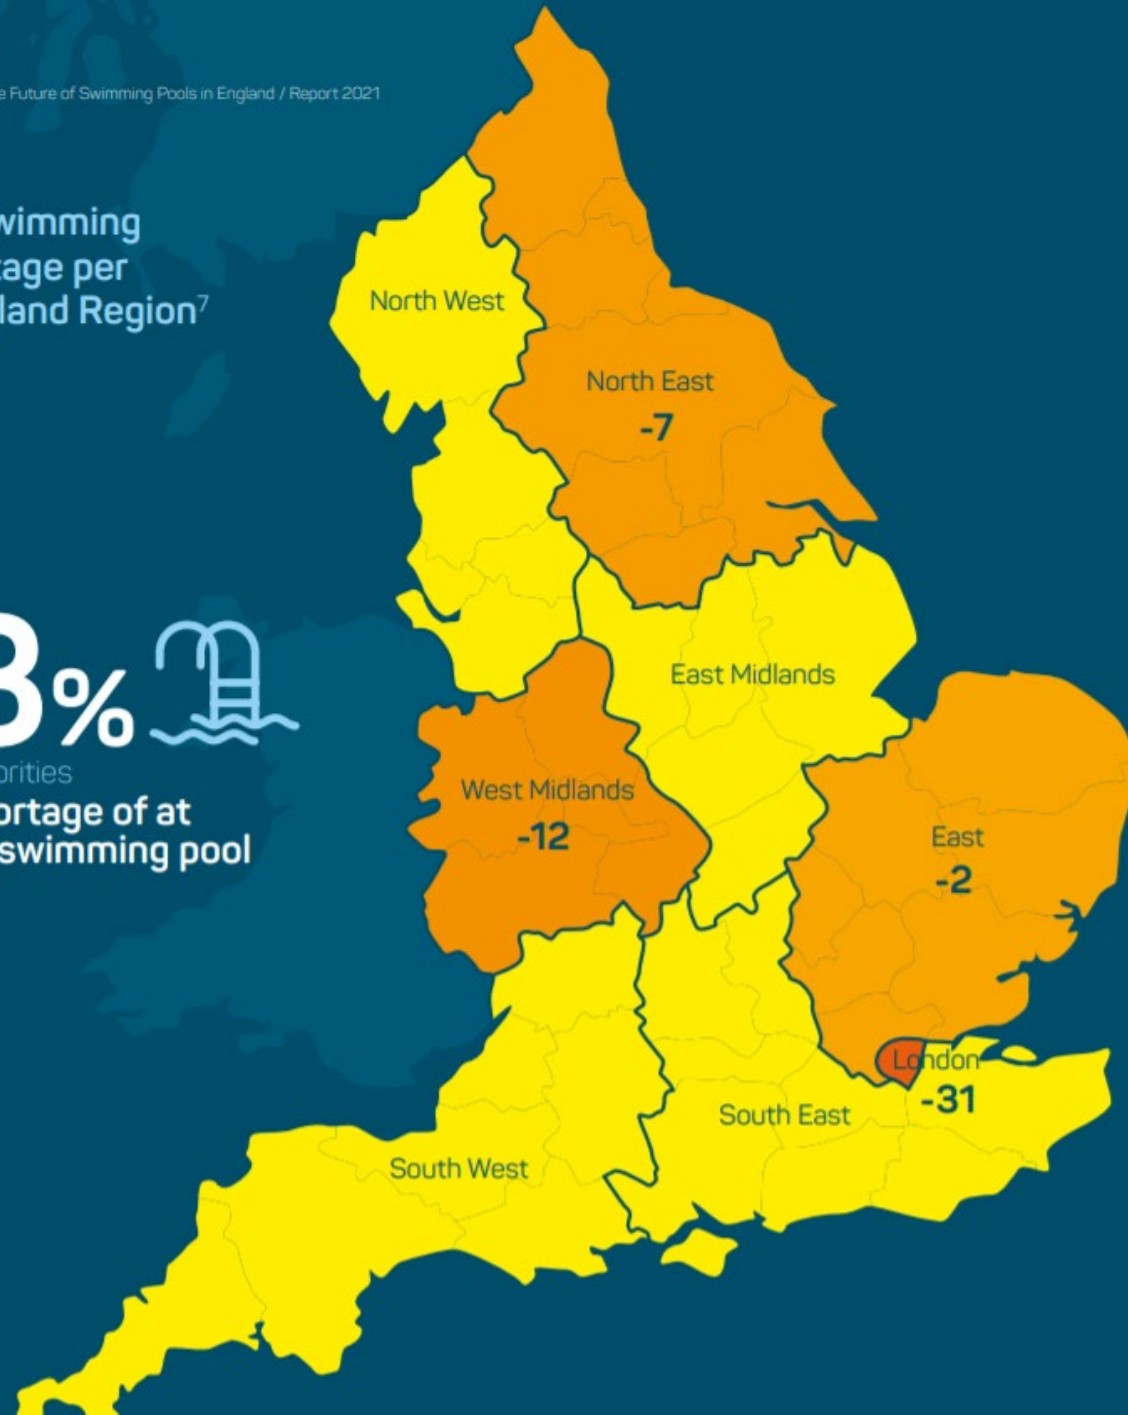 e Future of Swimming Pools in England / Report 2021
wimming
tage per
land Region⁷
North West
North East
-7
East Midlands
3%
orities
ortage of at
swimming pool
West Midlands
-12
East
-2
London
-31
South East
South West